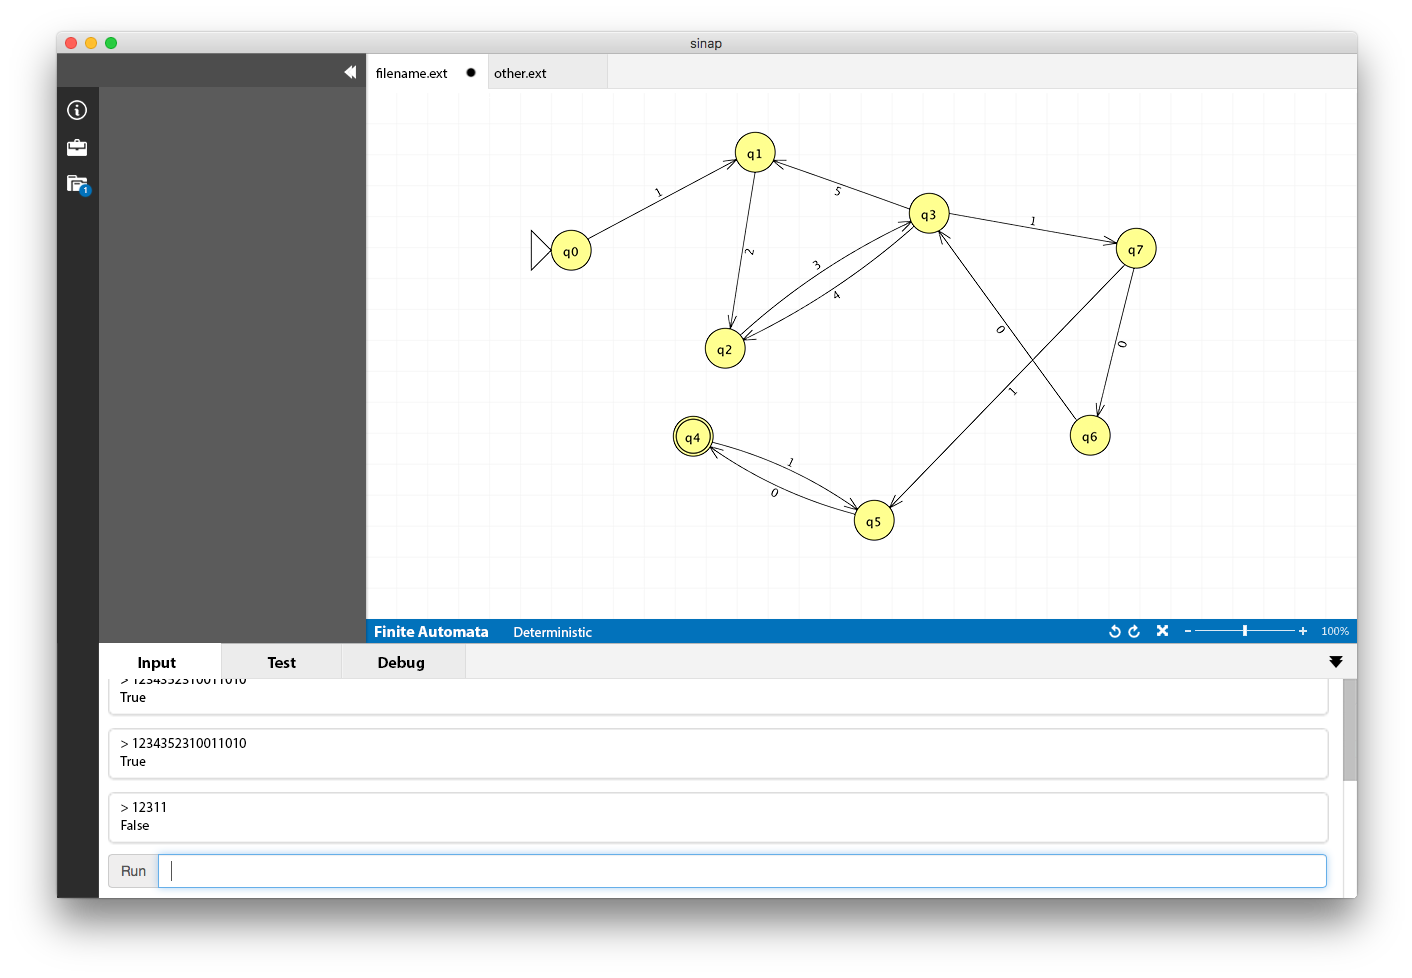 sinap
filename.ext
other.ext
1
q1
1
5
q3
1
q0
2
q7
3
4
q2
0
0
1
q4
1
q6
0
q5
Finite Automata
Deterministic
100%
Input
Test
Debug
> 1234352310011010
True
> 1234352310011010
True
> 12311
False
Run